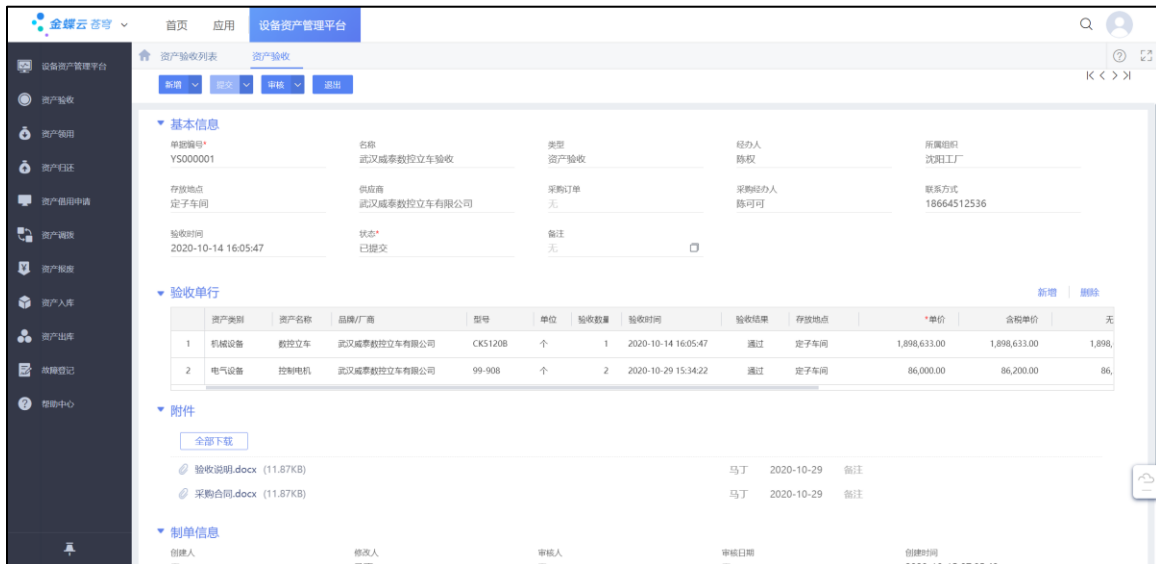 金蝶云 苍穹 首页 应用 设备资产管理平台
设备资产管理平台 资产验收列表 资产验收
新增 提交 审核 退出
资产验收
资产领用
资产归还
资产借用申请
资产调拨
资产报废
资产入库
资产出库
故障登记
帮助中心
基本信息
单据编号* 名称 类型 经办人 所属组织
YS000001 武汉威泰数控立车验收 资产验收 陈权 沈阳工厂
存放地点 供应商 采购订单 采购经办人 联系方式
定子车间 武汉威泰数控立车有限公司 无 陈可可 18664512536
验收时间 状态* 备注
2020-10-14 16:05:47 已提交 无
验收单行 新增 删除
资产类别 资产名称 品牌/厂商 型号 单位 验收数量 验收时间 验收结果 存放地点 *单价 含税单价 无
1 机械设备 数控立车 武汉威泰数控立车有限公司 CK5120B 个 1 2020-10-14 16:05:47 通过 定子车间 1,898,633.00 1,898,633.00 1,898,
2 电气设备 控制电机 武汉威泰数控立车有限公司 99-908 个 2 2020-10-29 15:34:22 通过 定子车间 86,000.00 86,200.00 86,
附件
全部下载
验收说明.docx (11.87KB) 马丁 2020-10-29 备注
采购合同.docx (11.87KB) 马丁 2020-10-29 备注
制单信息
创建人 修改人 审核人 审核日期 创建时间